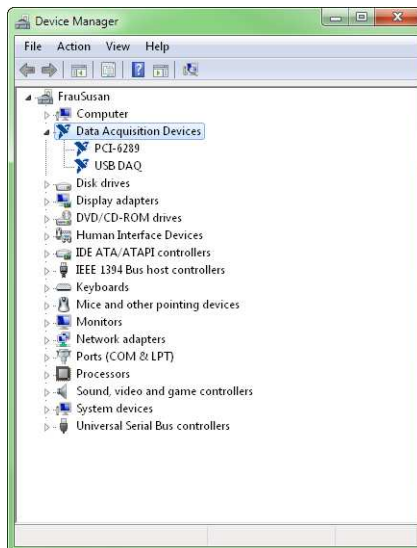 Device Manager
File Action View Help
FrauSusan
Computer
Data Acquisition Devices
PCI-6289
USB DAQ
Disk drives
Display adapters
DVD/CD-ROM drives
Human Interface Devices
IDE ATA/ATAPI controllers
IEEE 1394 Bus host controllers
Keyboards
Mice and other pointing devices
Monitors
Network adapters
Ports (COM & LPT)
Processors
Sound, video and game controllers
System devices
Universal Serial Bus controllers